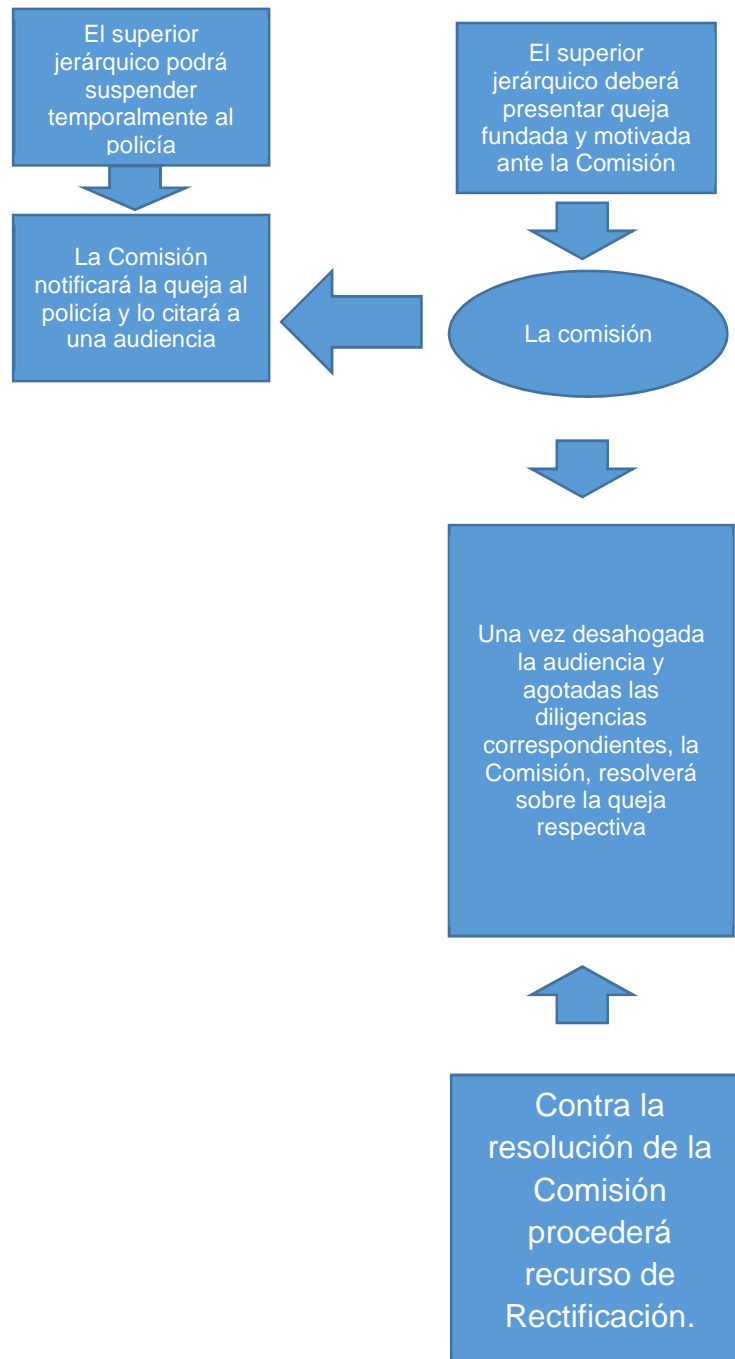 El superior
jerárquico podrá
suspender
temporalmente al
policía
El superior
jerárquico deberá
presentar queja
fundada y motivada
ante la Comisión
La Comisión
notificará la queja al
policía y lo citará a
una audiencia
La comisión
Una vez desahogada
la audiencia y
agotadas las
diligencias
correspondientes, la
Comisión, resolverá
sobre la queja
respectiva
Contra la
resolución de la
Comisión
procederá
recurso de
Rectificación.